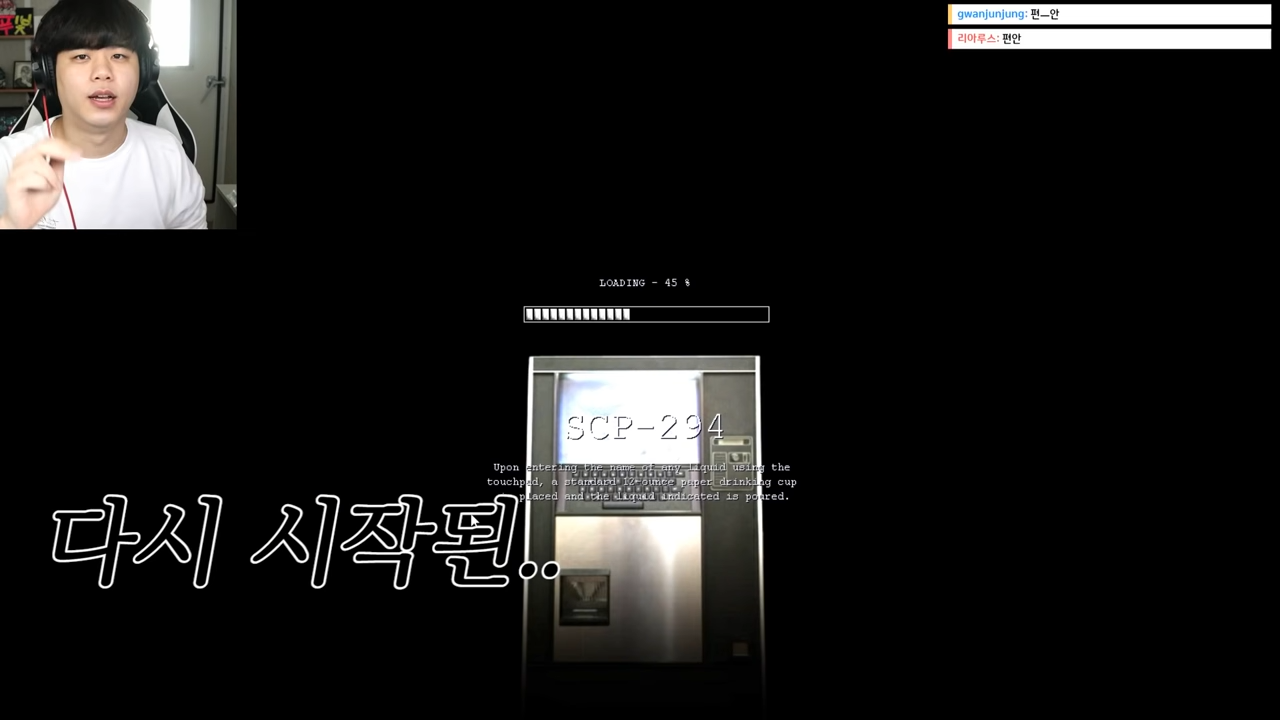 gwanjunjung: 편ㅡ안
리아루스: 편안
LOADING - 45 %
SCP-294
Upon entering the name of any liquid using the
touchpad, a standard 12-ounce paper drinking cup
placed and the liquid indicated is poured.
다시 시작된..